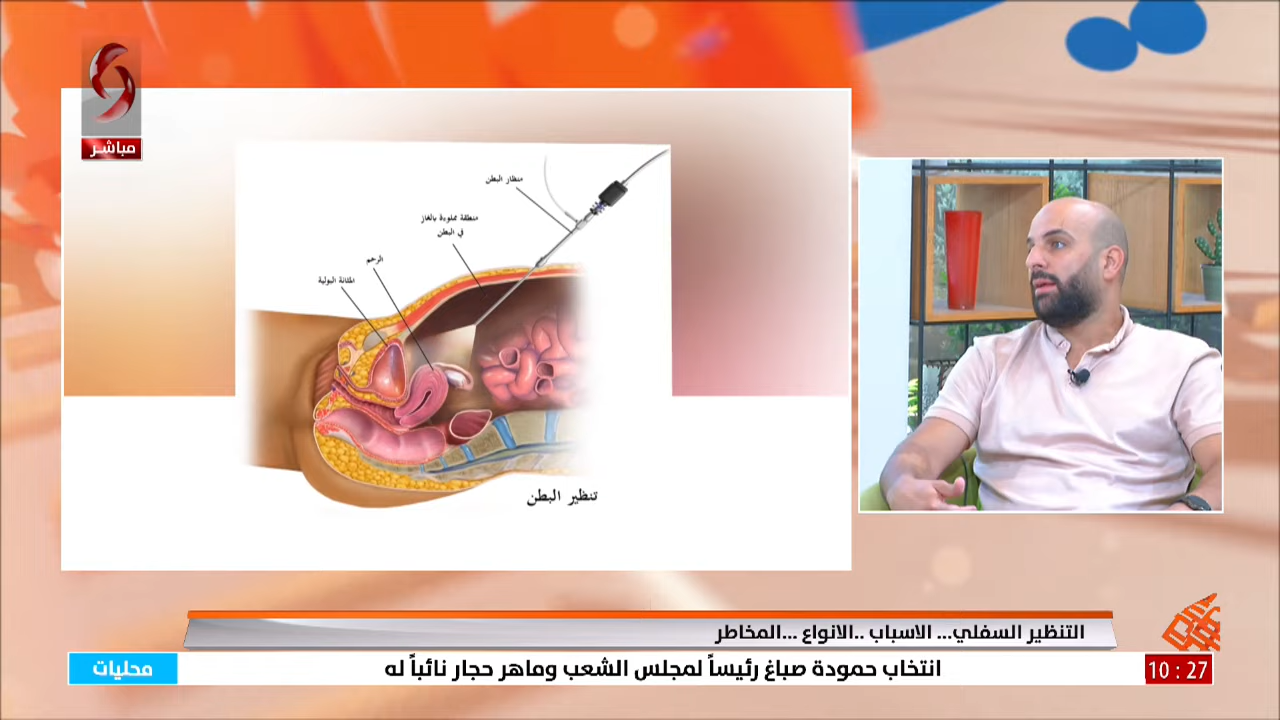 مباشر
منظار البطن
منطقة مملوءة بالغاز
في البطن
الرحم
المثانة البولية
تنظير البطن
التنظير السفلي... الاسباب ..الانواع ...المخاطر
10 : 27
انتخاب حمودة صباغ رئيساً لمجلس الشعب وماهر حجار نائباً له
محليات